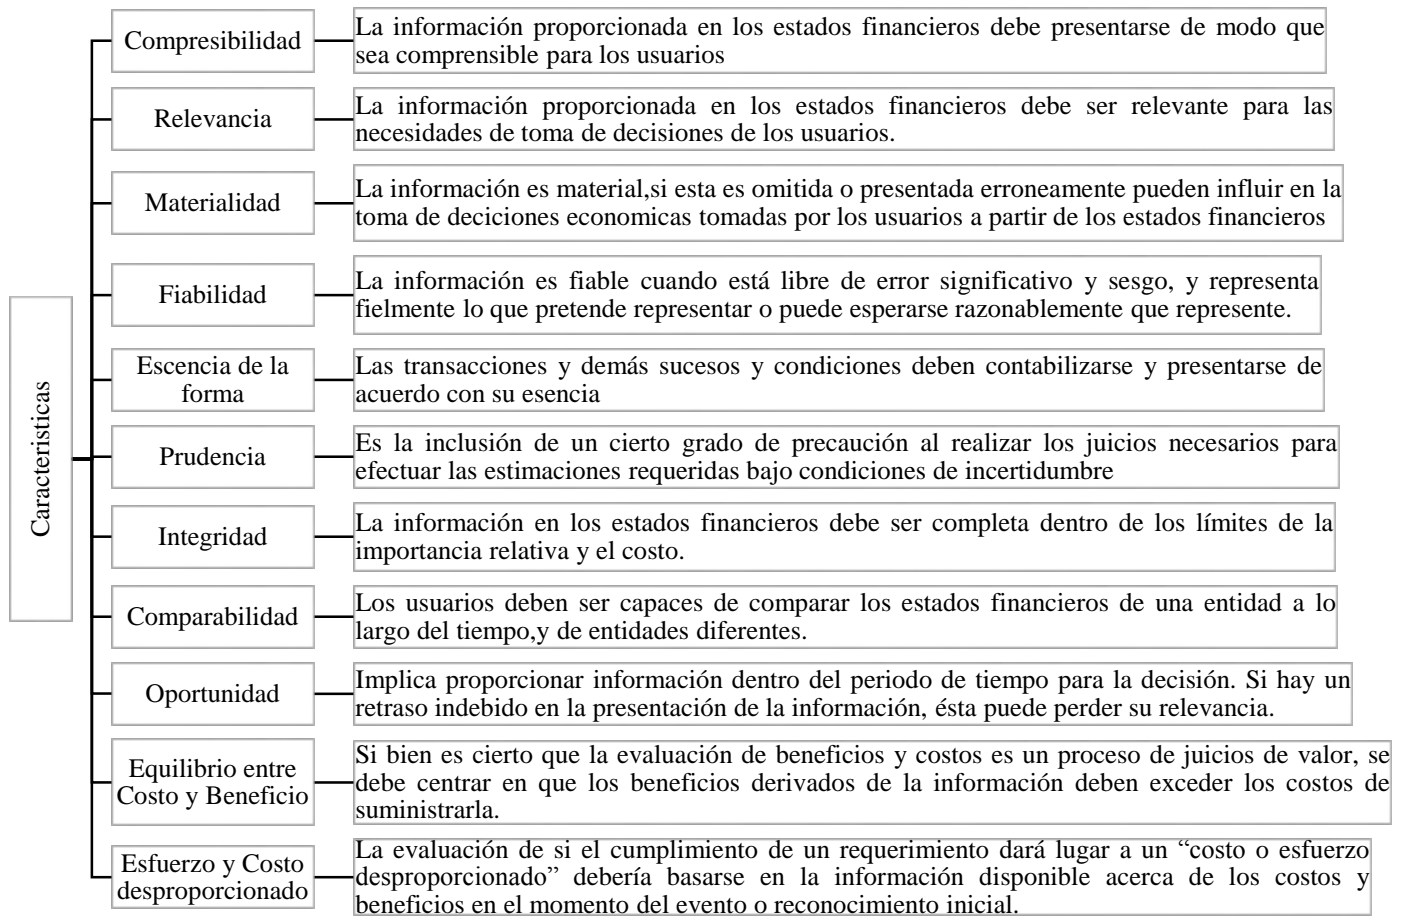 Caracteristicas
Compresibilidad
La información proporcionada en los estados financieros debe presentarse de modo que
sea comprensible para los usuarios
Relevancia
La información proporcionada en los estados financieros debe ser relevante para las
necesidades de toma de decisiones de los usuarios.
Materialidad
La información es material,si esta es omitida o presentada erroneamente pueden influir en la
toma de deciciones economicas tomadas por los usuarios a partir de los estados financieros
Fiabilidad
La información es fiable cuando está libre de error significativo y sesgo, y representa
fielmente lo que pretende representar o puede esperarse razonablemente que represente.
Escencia de la
forma
Las transacciones y demás sucesos y condiciones deben contabilizarse y presentarse de
acuerdo con su esencia
Prudencia
Es la inclusión de un cierto grado de precaución al realizar los juicios necesarios para
efectuar las estimaciones requeridas bajo condiciones de incertidumbre
Integridad
La información en los estados financieros debe ser completa dentro de los límites de la
importancia relativa y el costo.
Comparabilidad
Los usuarios deben ser capaces de comparar los estados financieros de una entidad a lo
largo del tiempo,y de entidades diferentes.
Oportunidad
Implica proporcionar información dentro del periodo de tiempo para la decisión. Si hay un
retraso indebido en la presentación de la información, ésta puede perder su relevancia.
Equilibrio entre
Costo y Beneficio
Si bien es cierto que la evaluación de beneficios y costos es un proceso de juicios de valor, se
debe centrar en que los beneficios derivados de la información deben exceder los costos de
suministrarla.
Esfuerzo y Costo
desproporcionado
La evaluación de si el cumplimiento de un requerimiento dará lugar a un “costo o esfuerzo
desproporcionado” debería basarse en la información disponible acerca de los costos y
beneficios en el momento del evento o reconocimiento inicial.